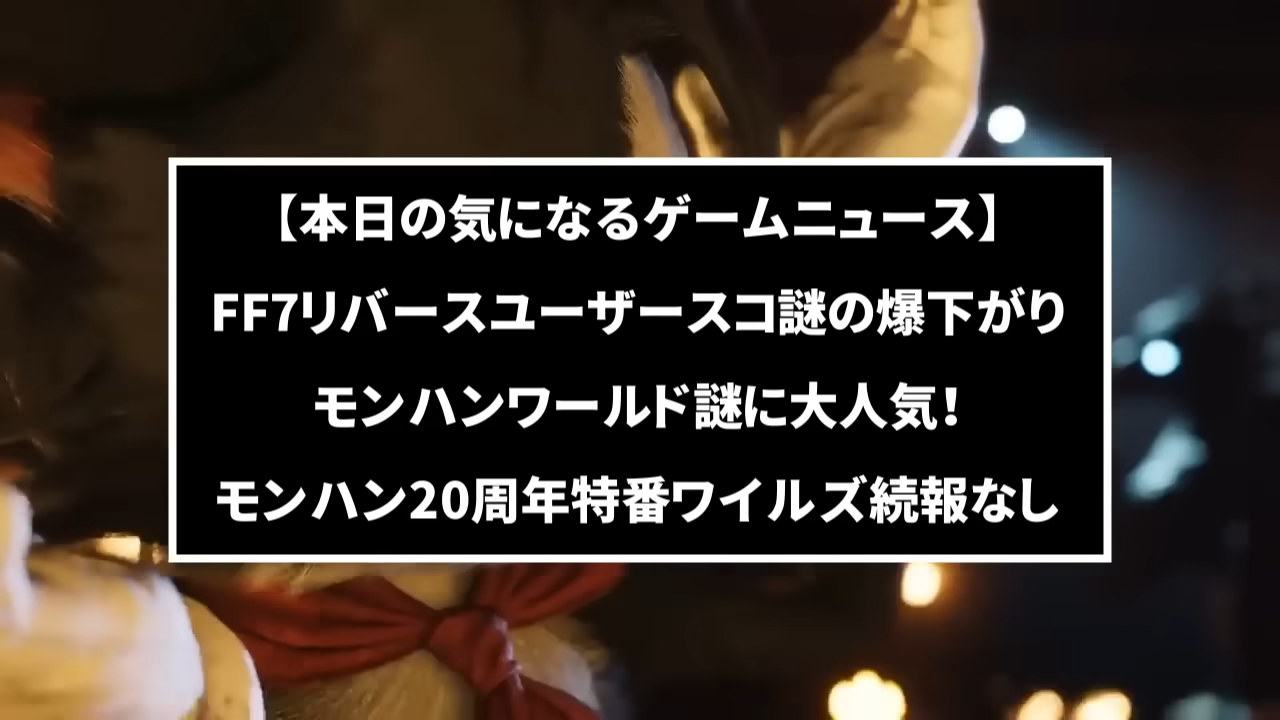 【本日の気になるゲームニュース】
FF7リバースユーザースコ謎の爆下がり
モンハンワールド謎に大人気！
モンハン20周年特番ワイルズ続報なし